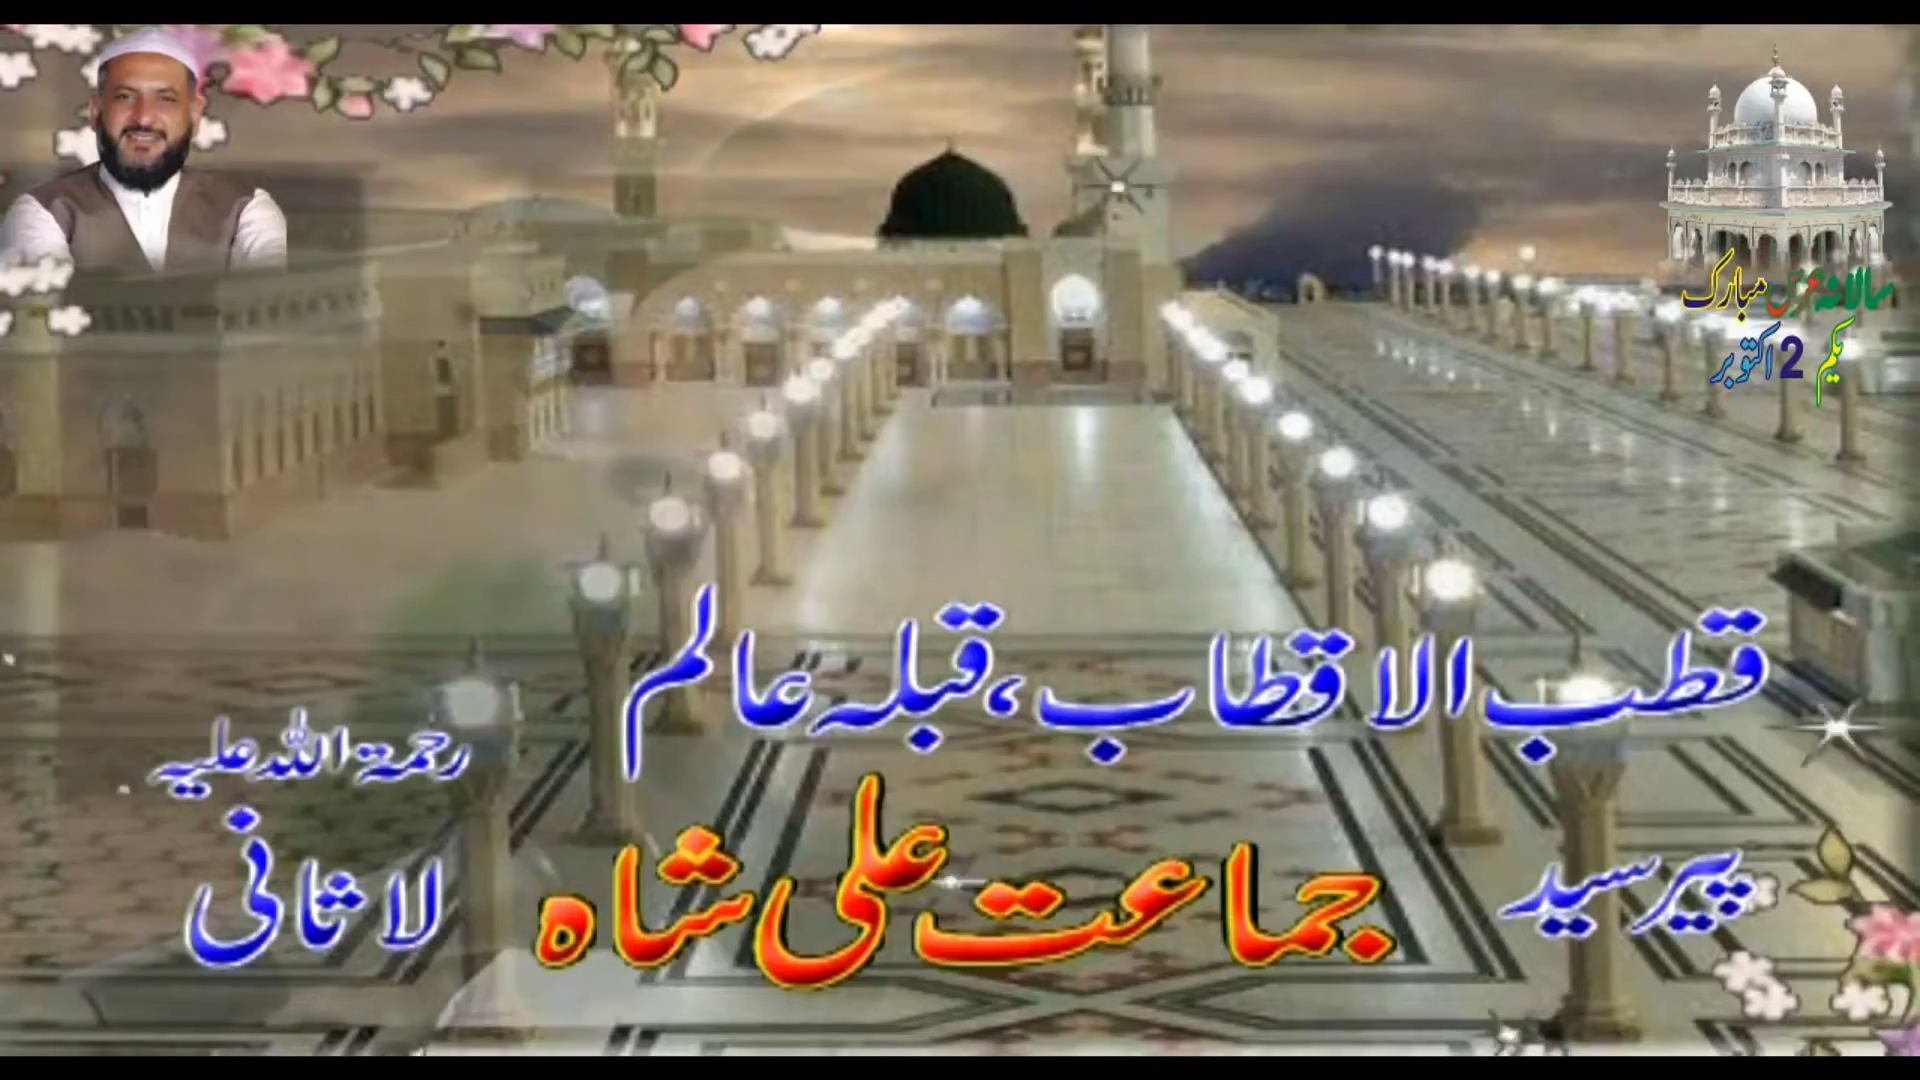 سالانہ عرس مبارک
یکم 2 اکتوبر
قطب الاقطاب، قبلہ عالم
پیر سید جماعت علی شاہ لاثانی
رحمۃ اللہ علیہ